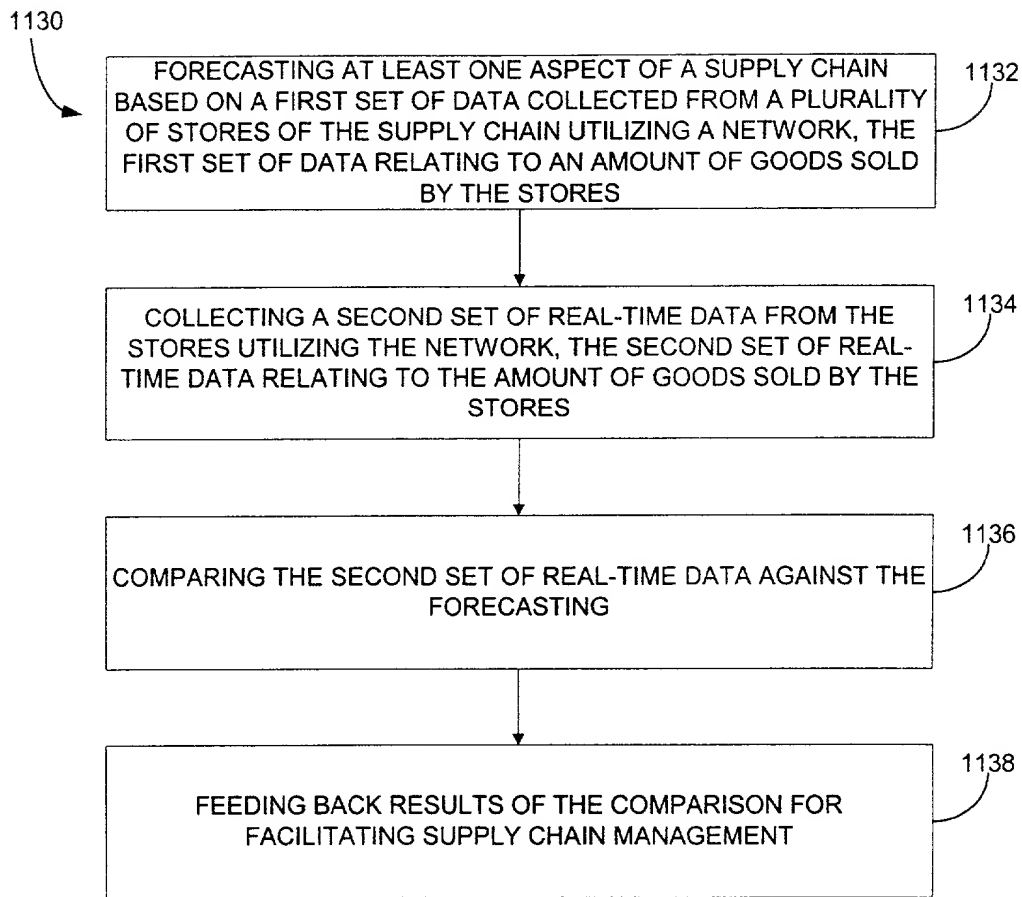 1130
FORECASTING AT LEAST ONE ASPECT OF A SUPPLY CHAIN
BASED ON A FIRST SET OF DATA COLLECTED FROM A PLURALITY
OF STORES OF THE SUPPLY CHAIN UTILIZING A NETWORK, THE
FIRST SET OF DATA RELATING TO AN AMOUNT OF GOODS SOLD
BY THE STORES
1132
COLLECTING A SECOND SET OF REAL-TIME DATA FROM THE
STORES UTILIZING THE NETWORK, THE SECOND SET OF REAL-
TIME DATA RELATING TO THE AMOUNT OF GOODS SOLD BY THE
STORES
1134
COMPARING THE SECOND SET OF REAL-TIME DATA AGAINST THE
FORECASTING
1136
FEEDING BACK RESULTS OF THE COMPARISON FOR
FACILITATING SUPPLY CHAIN MANAGEMENT
1138